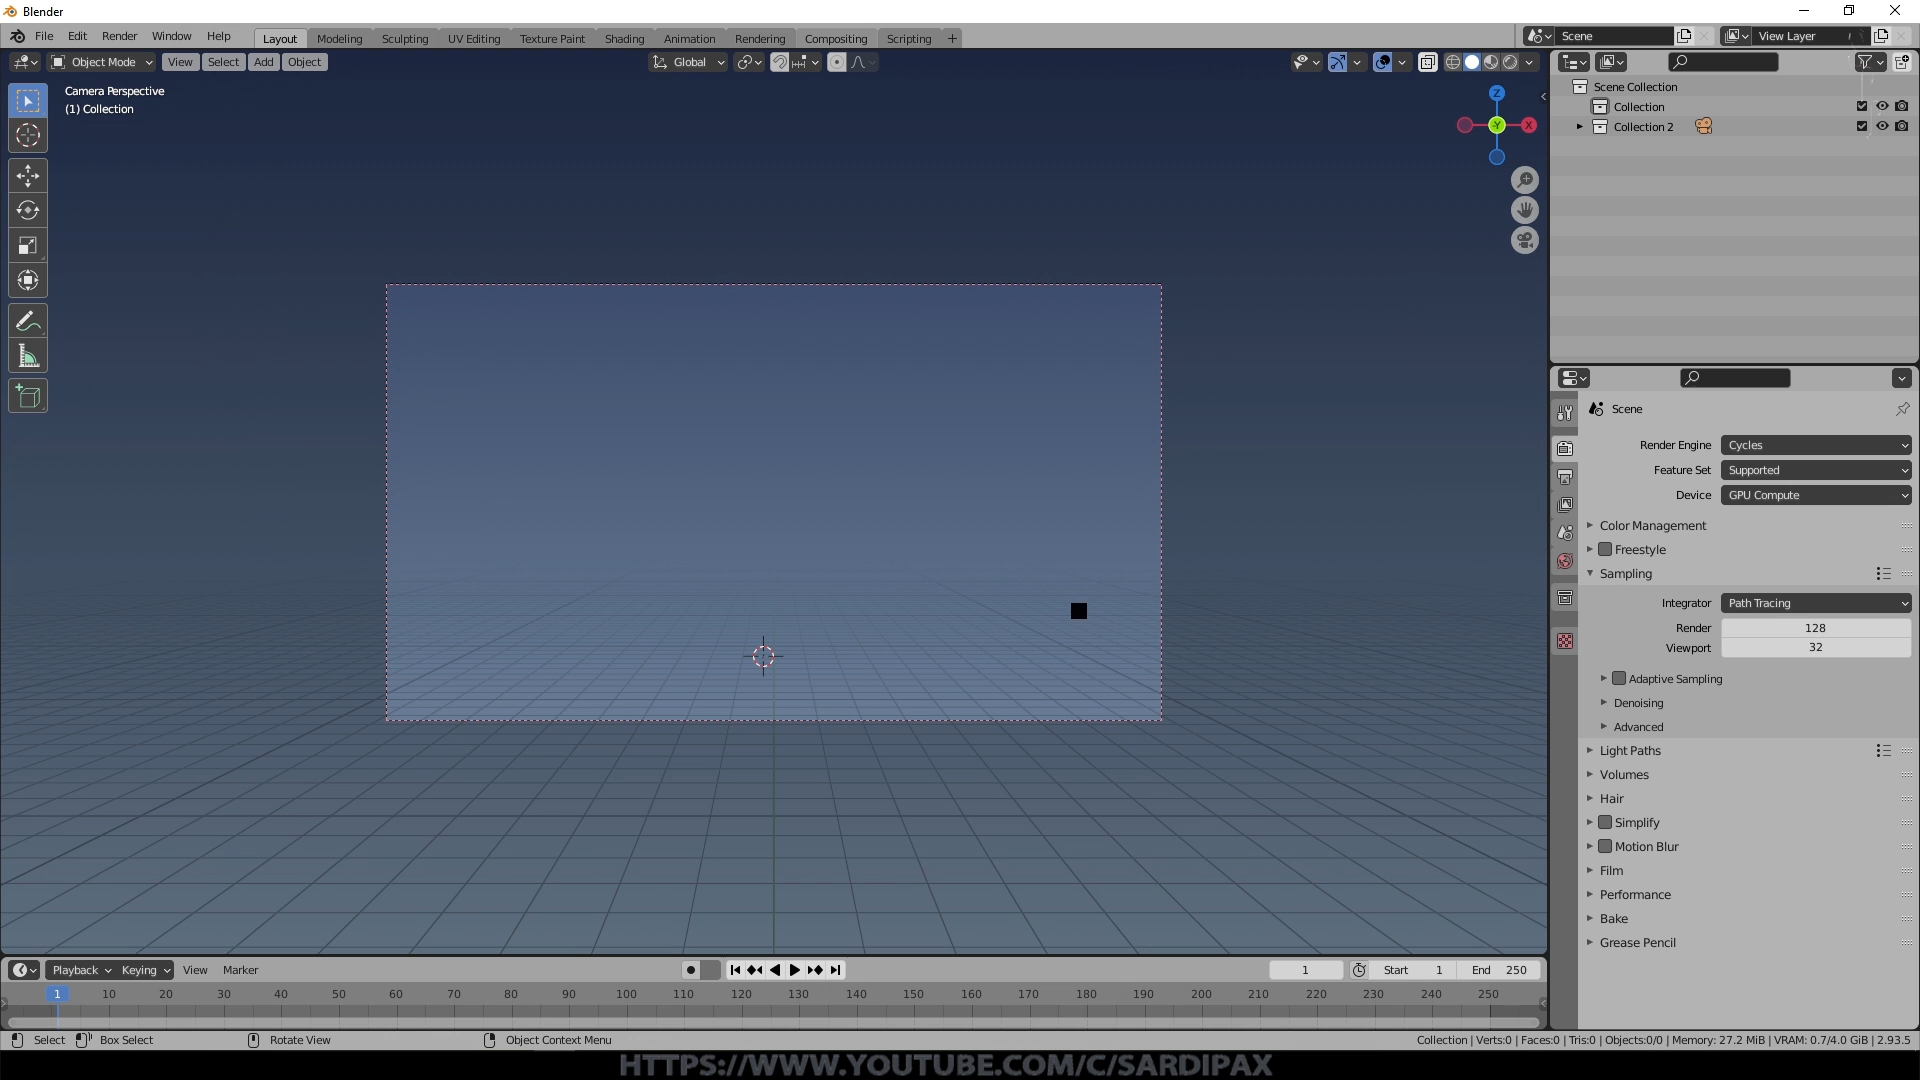 Blender
File Edit Render Window Help
Layout Modeling Sculpting UV Editing Texture Paint Shading Animation Rendering Compositing Scripting +
Scene
View Layer
Object Mode View Select Add Object
Global
Camera Perspective
(1) Collection
Z
-Y
X
Scene Collection
Collection
Collection 2
Scene
Render Engine Cycles
Feature Set Supported
Device GPU Compute
Color Management
Freestyle
Sampling
Integrator Path Tracing
Render 128
Viewport 32
Adaptive Sampling
Denoising
Advanced
Light Paths
Volumes
Hair
Simplify
Motion Blur
Film
Performance
Bake
Grease Pencil
Playback Keying View Marker
1 Start 1 End 250
1 10 20 30 40 50 60 70 80 90 100 110 120 130 140 150 160 170 180 190 200 210 220 230 240 250
Select Box Select Rotate View Object Context Menu
Collection | Verts:0 | Faces:0 | Tris:0 | Objects:0/0 | Memory: 27.2 MiB | VRAM: 0.7/4.0 GiB | 2.93.5
HTTPS://WWW.YOUTUBE.COM/C/SARDIPAX